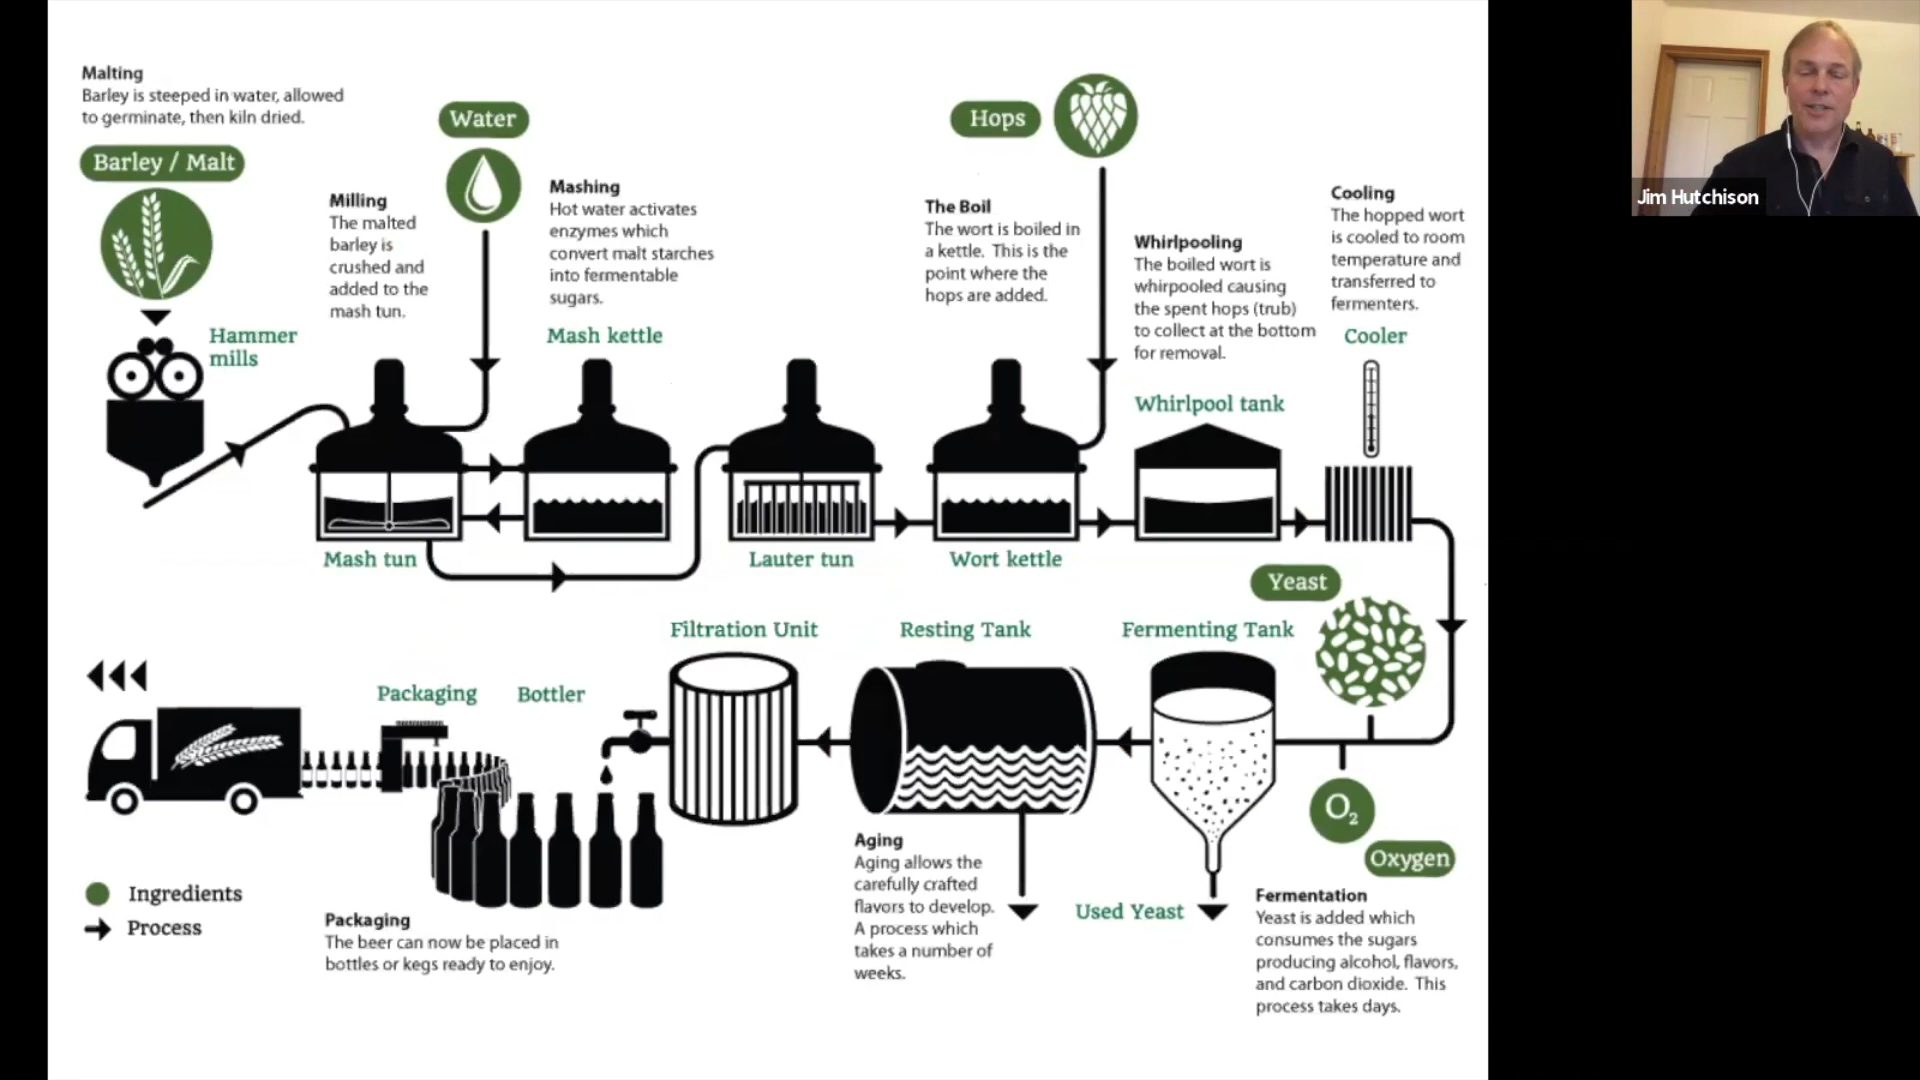 Malting
Barley is steeped in water, allowed
to germinate, then kiln dried.
Barley / Malt
Hammer
mills
Milling
The malted
barley is
crushed and
added to the
mash tun.
Water
Mashing
Hot water activates
enzymes which
convert malt starches
into fermentable
sugars.
Mash kettle
Hops
The Boil
The wort is boiled in
a kettle. This is the
point where the
hops are added.
Whirlpooling
The boiled wort is
whirpooled causing
the spent hops (trub)
to collect at the bottom
for removal.
Whirlpool tank
Cooling
The hopped wort
is cooled to room
temperature and
transferred to
fermenters.
Cooler
Jim Hutchison
Mash tun
Lauter tun
Wort kettle
Yeast
Filtration Unit
Resting Tank
Fermenting Tank
Packaging
Bottler
O2
Oxygen
Aging
Aging allows the
carefully crafted
flavors to develop.
A process which
takes a number of
weeks.
Used Yeast
Fermentation
Yeast is added which
consumes the sugars
producing alcohol, flavors,
and carbon dioxide. This
process takes days.
Ingredients
Process
Packaging
The beer can now be placed in
bottles or kegs ready to enjoy.